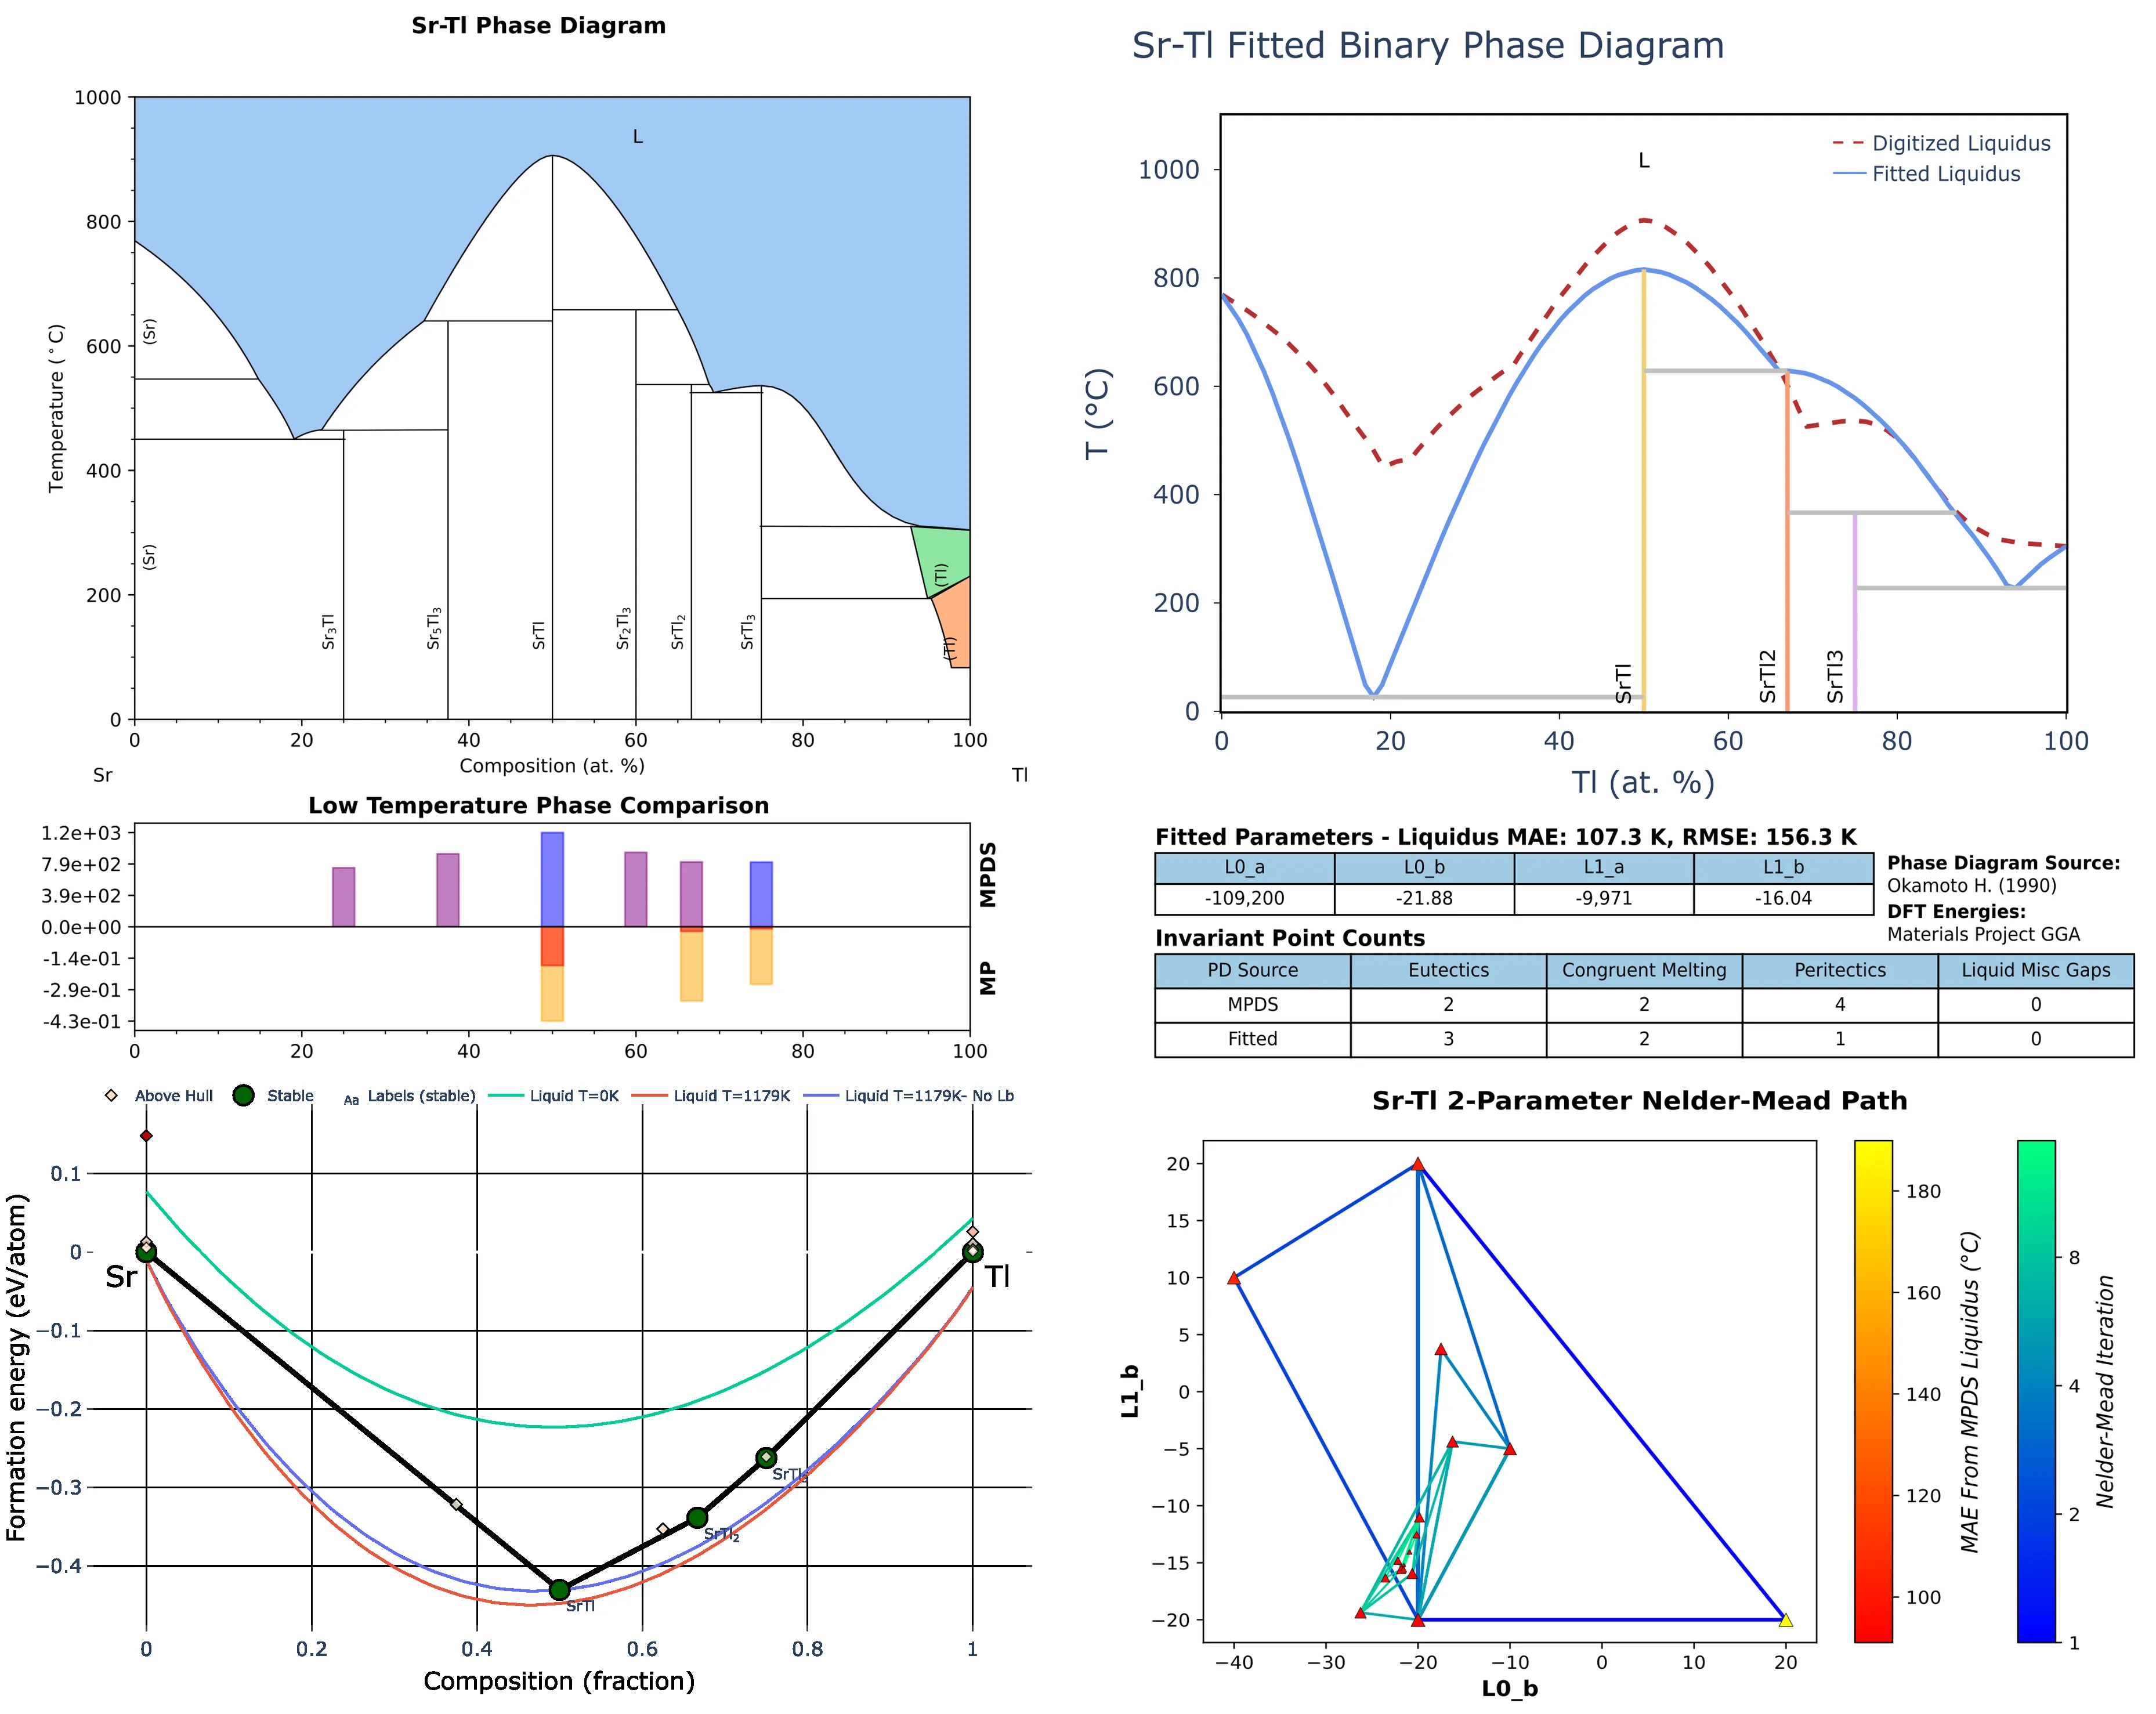 Sr-Tl Phase Diagram
1000
800
600
400
200
0
Temperature (°C)
L
(Sr)
(Sr)
Sr3Tl
Sr5Tl3
SrTl
Sr2Tl3
SrTl2
SrTl3
(Tl)
(Tl)
0 20 40 60 80 100
Composition (at. %)
Sr Tl
Sr-Tl Fitted Binary Phase Diagram
1000
800
600
400
200
0
T (°C)
L
Digitized Liquidus
Fitted Liquidus
SrTl
SrTl2
SrTl3
0 20 40 60 80 100
Tl (at. %)
Low Temperature Phase Comparison
1.2e+03
7.9e+02
3.9e+02
0.0e+00
-1.4e-01
-2.9e-01
-4.3e-01
MPDS
MP
0 20 40 60 80 100
Fitted Parameters - Liquidus MAE: 107.3 K, RMSE: 156.3 K
L0_a L0_b L1_a L1_b
-109,200 -21.88 -9,971 -16.04
Phase Diagram Source:
Okamoto H. (1990)
DFT Energies:
Materials Project GGA
Invariant Point Counts
PD Source Eutectics Congruent Melting Peritectics Liquid Misc Gaps
MPDS 2 2 4 0
Fitted 3 2 1 0
Above Hull Stable Aa Labels (stable) Liquid T=0K Liquid T=1179K Liquid T=1179K- No Lb
0.1
0
−0.1
−0.2
−0.3
−0.4
Formation energy (eV/atom)
Sr
Tl
SrTl
SrTl2
0 0.2 0.4 0.6 0.8 1
Composition (fraction)
Sr-Tl 2-Parameter Nelder-Mead Path
20
15
10
5
0
−5
−10
−15
−20
L1_b
−40 −30 −20 −10 0 10 20
L0_b
180
160
140
120
100
MAE From MPDS Liquidus (°C)
8
4
2
1
Nelder-Mead Iteration